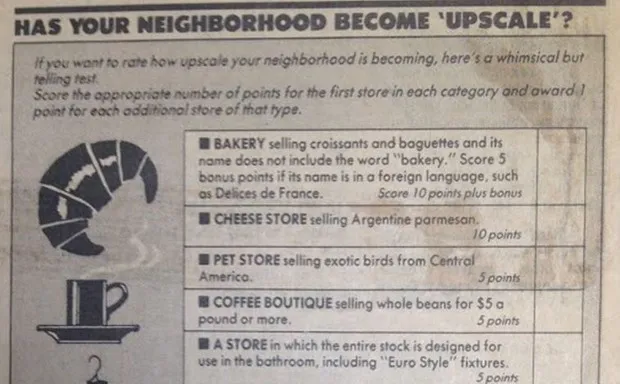 HAS YOUR NEIGHBORHOOD BECOME 'UPSCALE'?
If you want to rate how upscale your neighborhood is becoming, here's a whimsical but
telling test.
Score the appropriate number of points for the first store in each category and award 1
point for each additional store of that type.
■ BAKERY selling croissants and baguettes and its
name does not include the word "bakery." Score 5
bonus points if its name is in a foreign language, such
as Delices de France. Score 10 points plus bonus
■ CHEESE STORE selling Argentine parmesan.
10 points
■ PET STORE selling exotic birds from Central
America. 5 points
■ COFFEE BOUTIQUE selling whole beans for $5 a
pound or more. 5 points
■ A STORE in which the entire stock is designed for
use in the bathroom, including "Euro Style" fixtures.
5 points